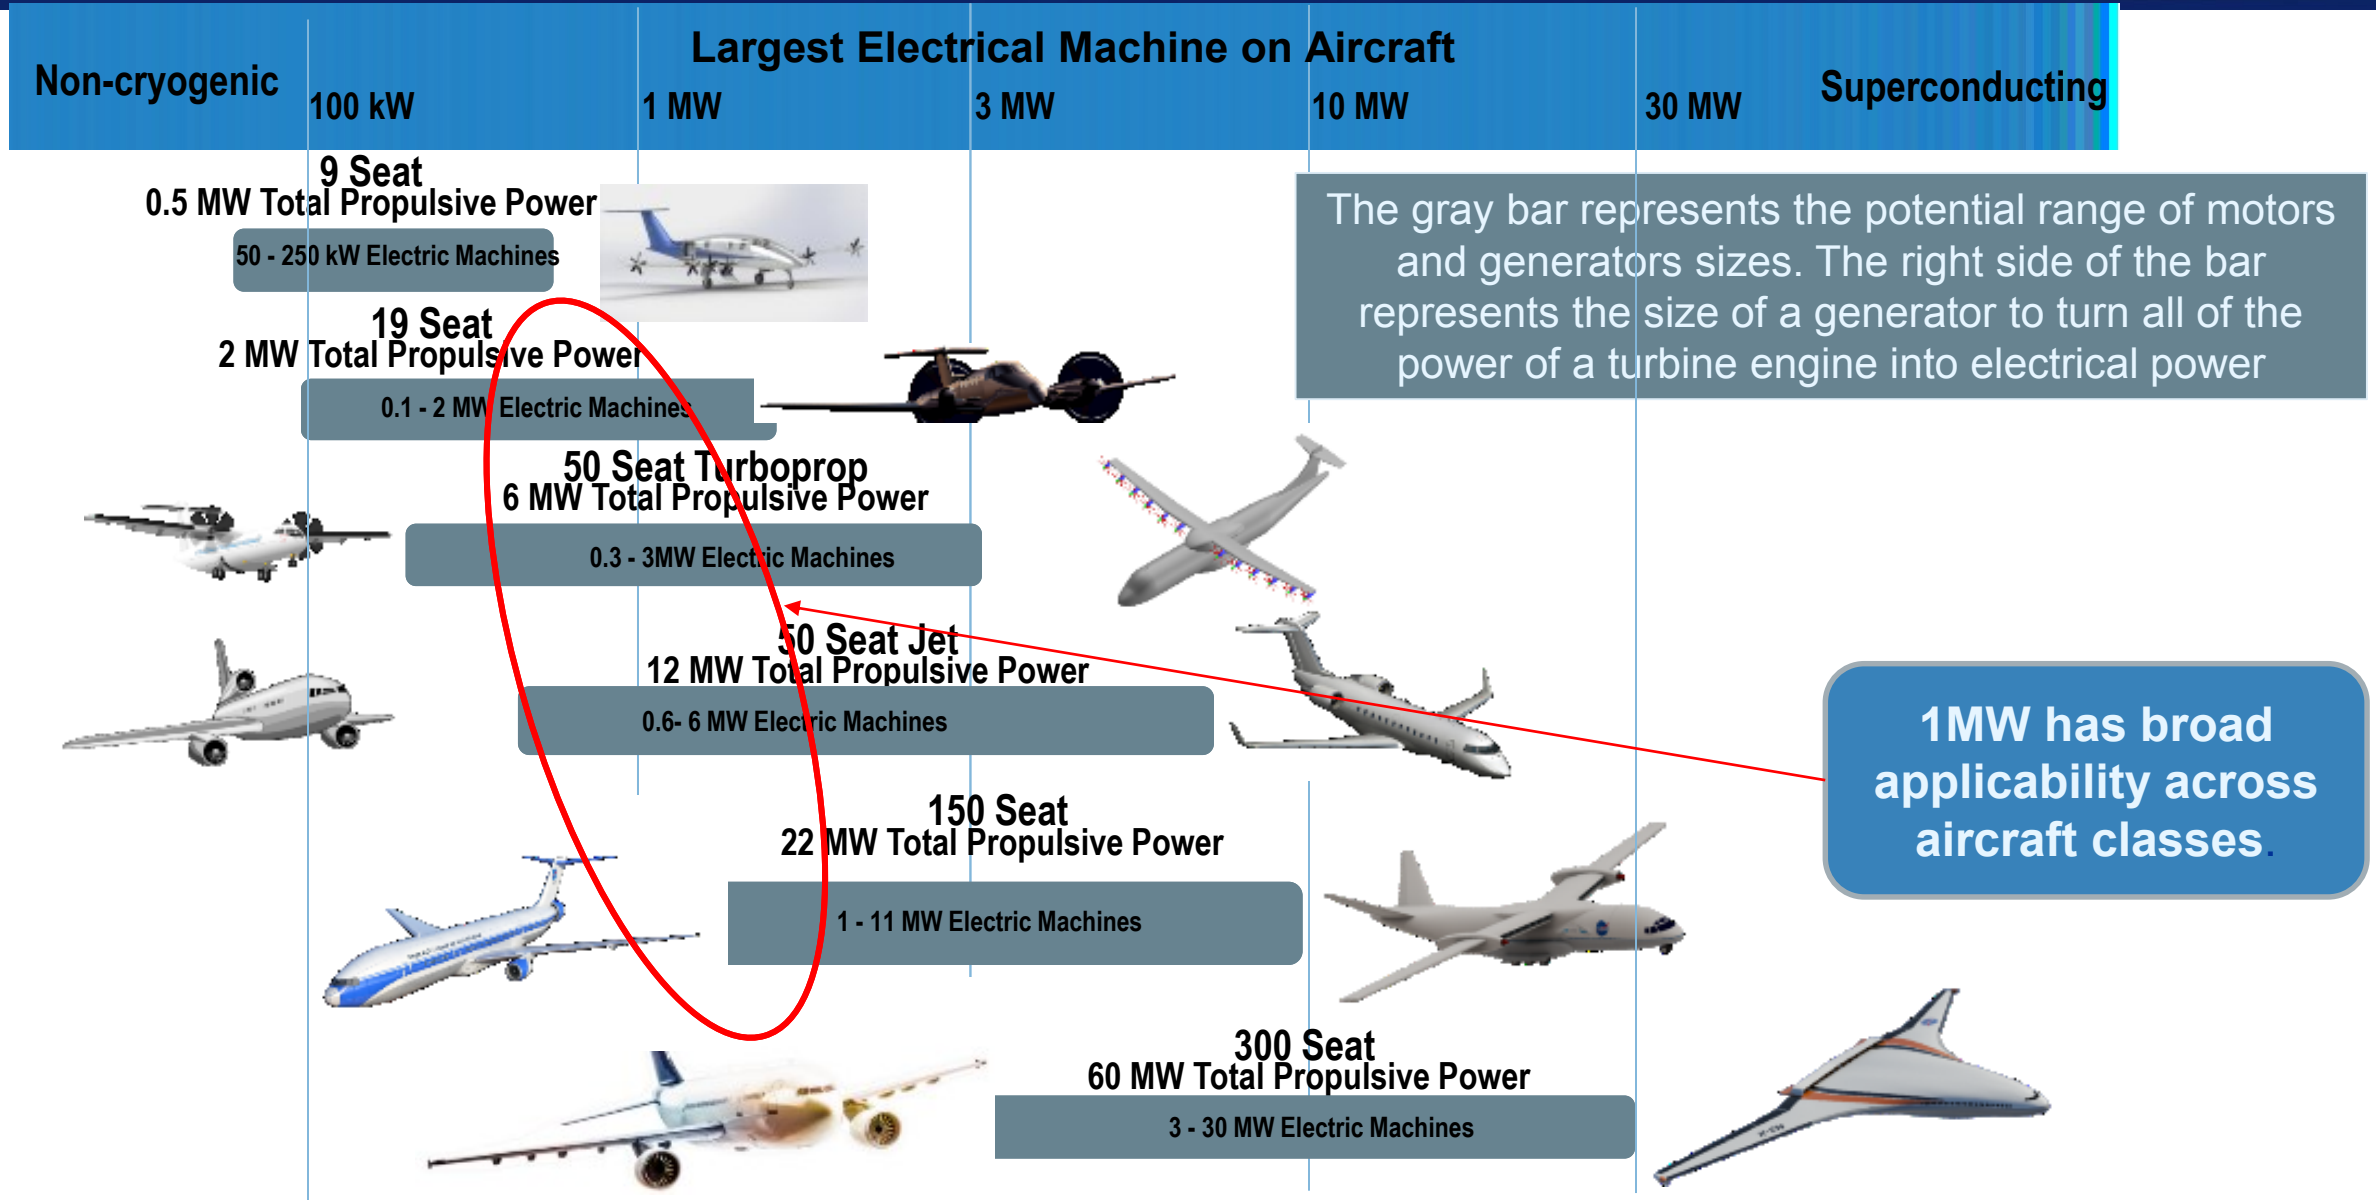 Largest Electrical Machine on Aircraft
Non-cryogenic
100 kW
1 MW
3 MW
10 MW
30 MW
Superconducting
9 Seat
0.5 MW Total Propulsive Power
50 - 250 kW Electric Machines
The gray bar represents the potential range of motors
and generators sizes. The right side of the bar
represents the size of a generator to turn all of the
power of a turbine engine into electrical power
19 Seat
2 MW Total Propulsive Power
0.1 - 2 MW Electric Machines
50 Seat Turboprop
6 MW Total Propulsive Power
0.3 - 3MW Electric Machines
50 Seat Jet
12 MW Total Propulsive Power
0.6- 6 MW Electric Machines
1MW has broad
applicability across
aircraft classes.
150 Seat
22 MW Total Propulsive Power
1 - 11 MW Electric Machines
300 Seat
60 MW Total Propulsive Power
3 - 30 MW Electric Machines